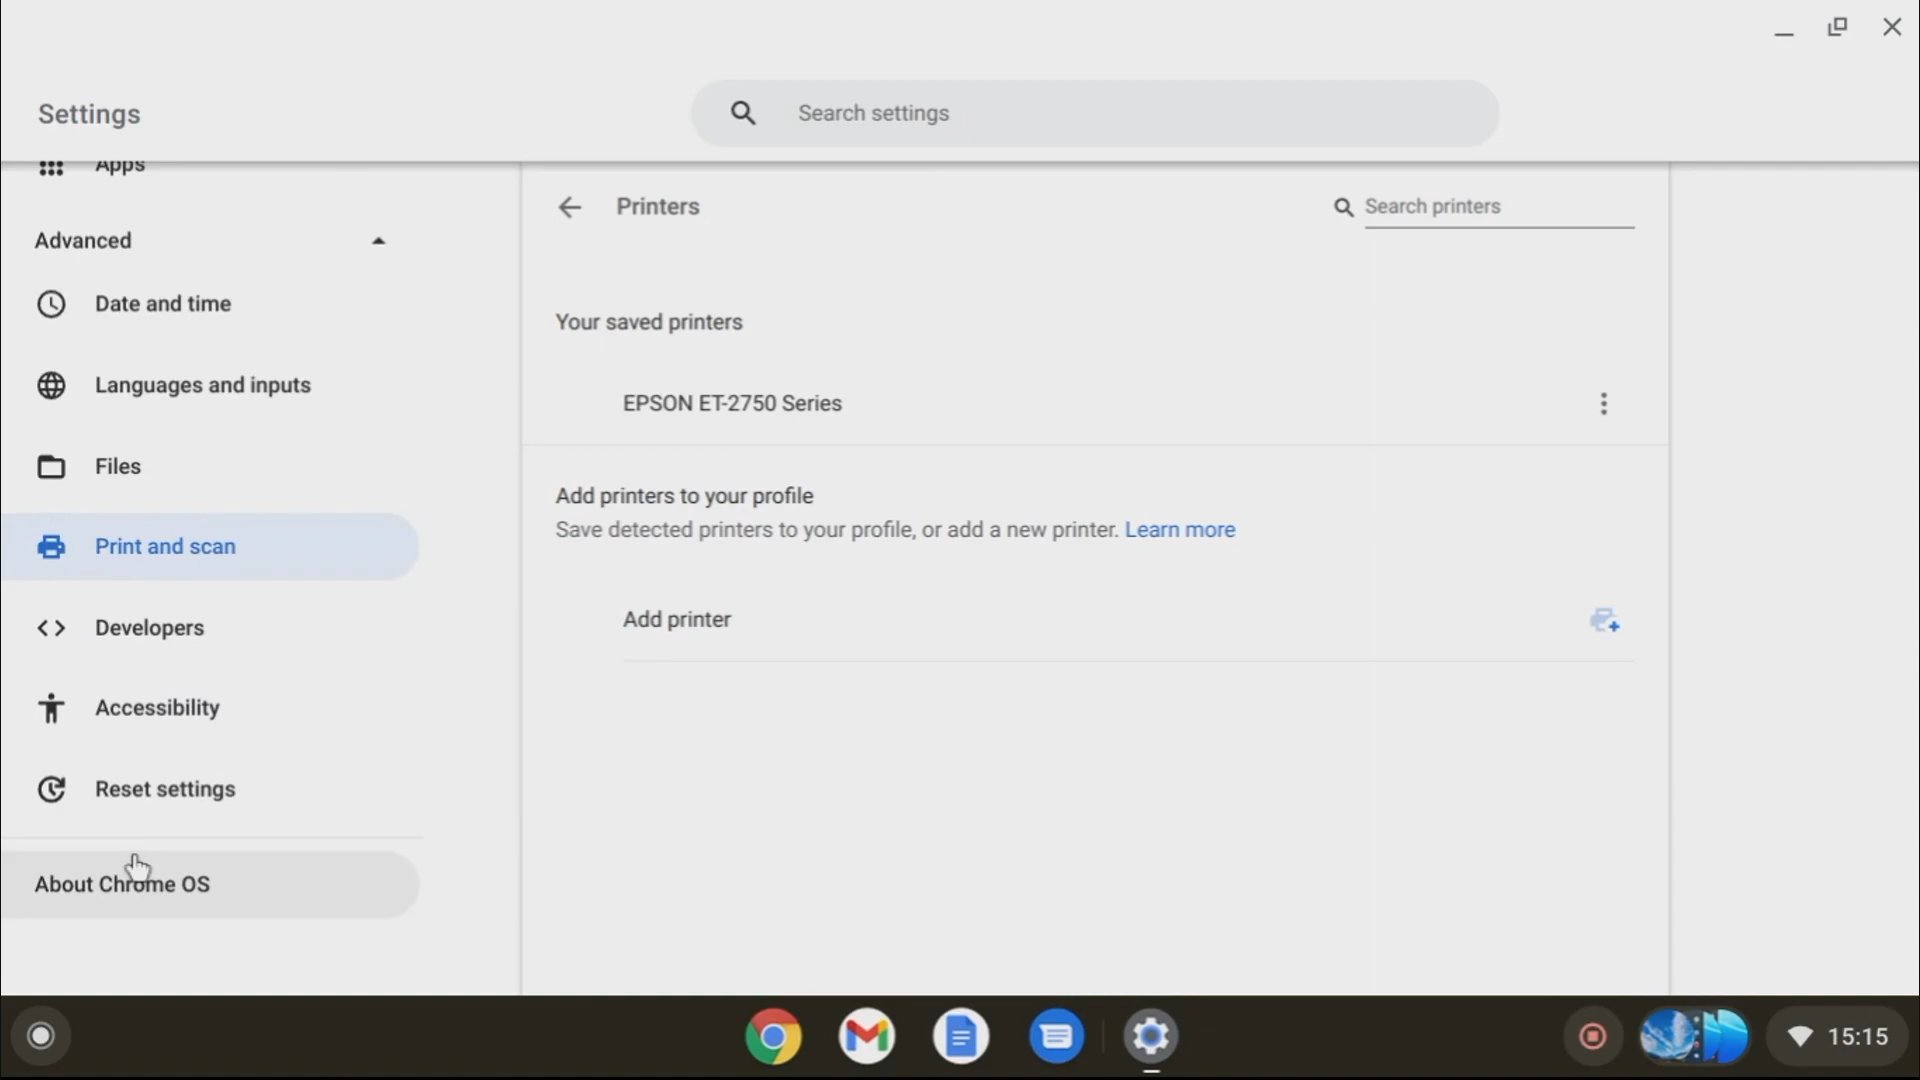 Settings
Search settings
Apps
Advanced
Date and time
Languages and inputs
Files
Print and scan
Developers
Accessibility
Reset settings
About Chrome OS
Printers
Search printers
Your saved printers
EPSON ET-2750 Series
Add printers to your profile
Save detected printers to your profile, or add a new printer. Learn more
Add printer
15:15